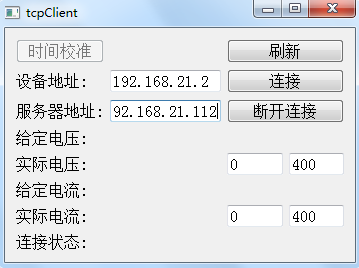 tcpClient
时间校准 刷新
设备地址: 192.168.21.2 连接
服务器地址: 92.168.21.112 断开连接
给定电压:
实际电压: 0 400
给定电流:
实际电流: 0 400
连接状态: